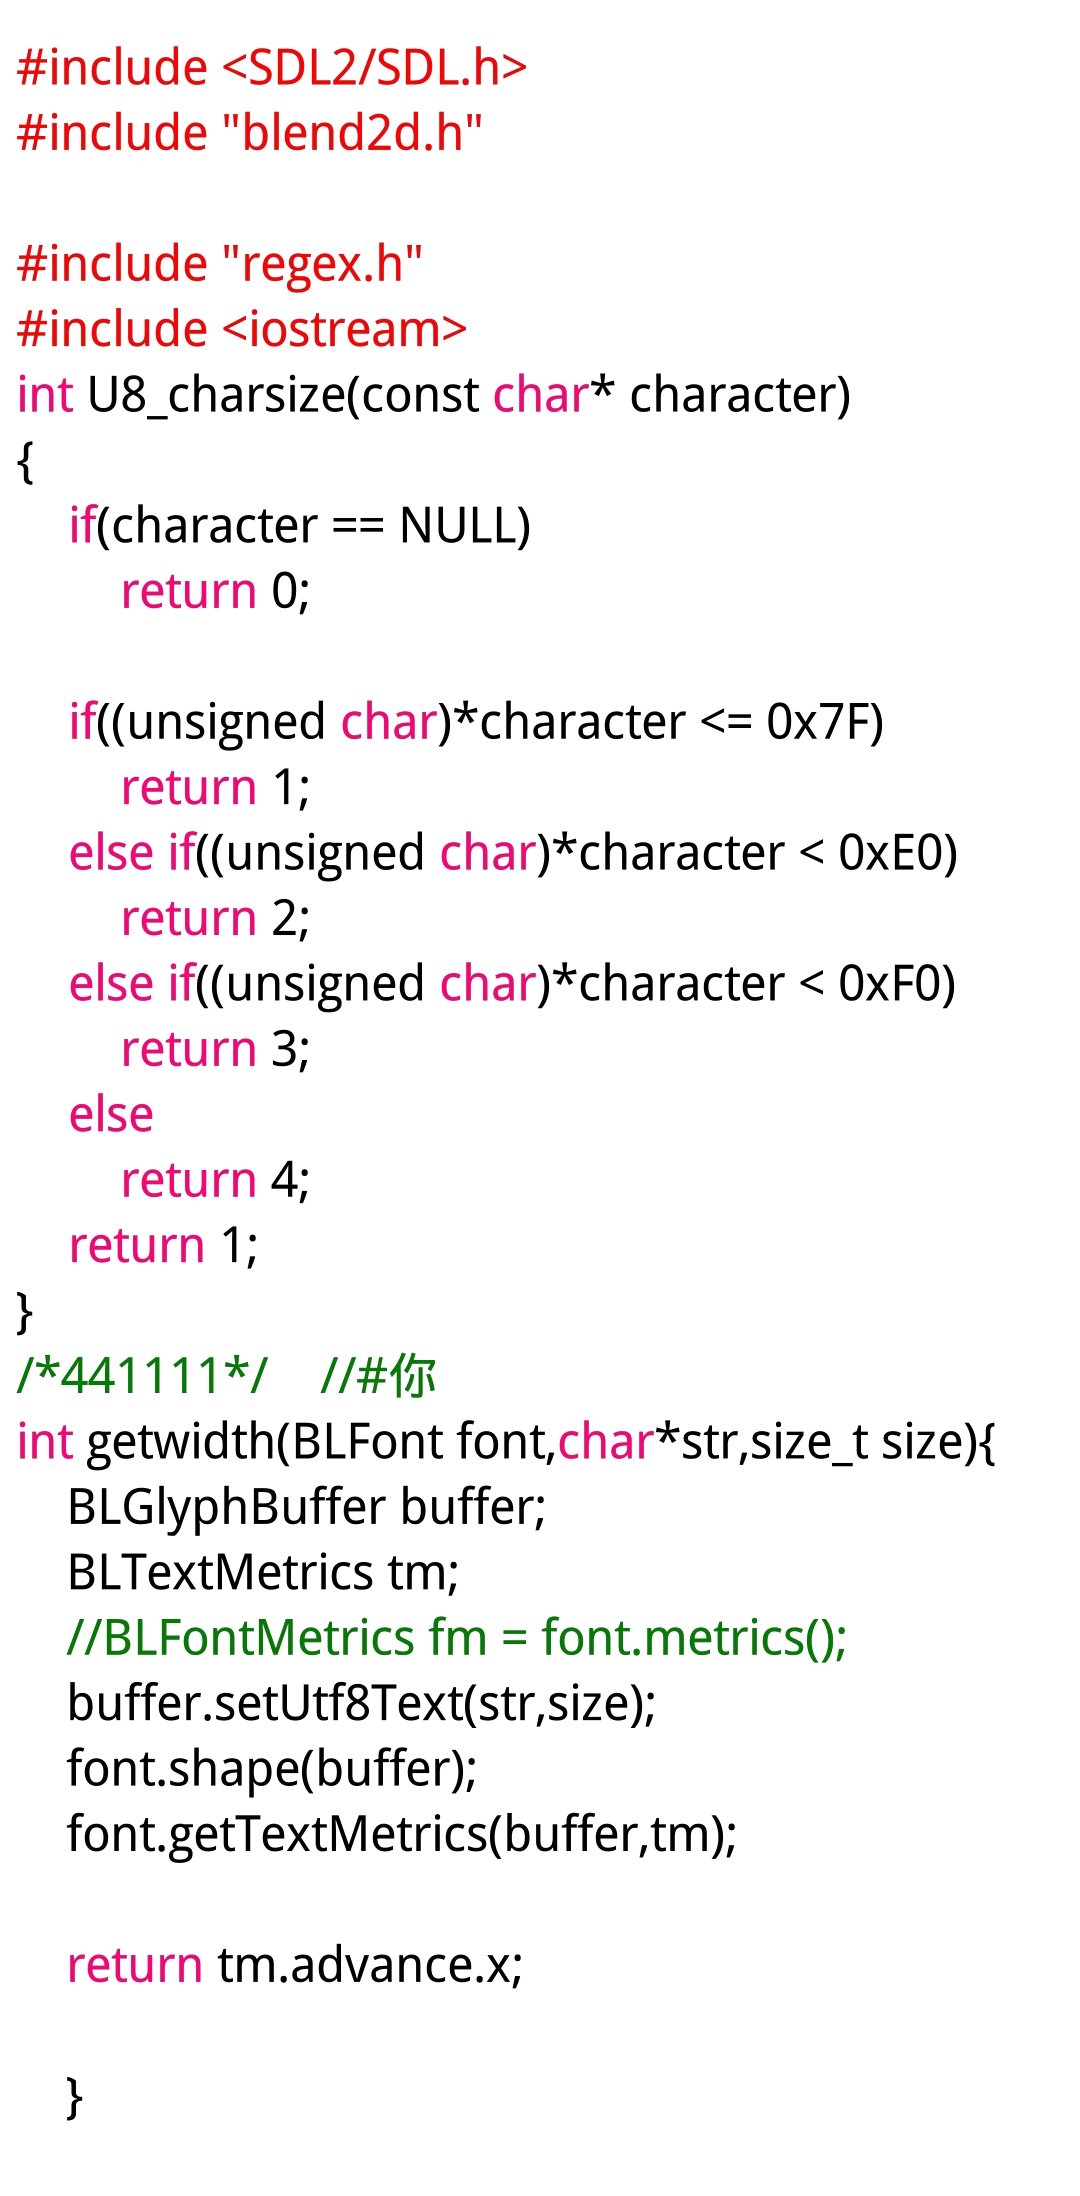 #include <SDL2/SDL.h>
#include "blend2d.h"

#include "regex.h"
#include <iostream>
int U8_charsize(const char* character)
{
    if(character == NULL)
        return 0;

    if((unsigned char)*character <= 0x7F)
        return 1;
    else if((unsigned char)*character < 0xE0)
        return 2;
    else if((unsigned char)*character < 0xF0)
        return 3;
    else
        return 4;
    return 1;
}
/*441111*/    //#你
int getwidth(BLFont font,char*str,size_t size){
    BLGlyphBuffer buffer;
    BLTextMetrics tm;
    //BLFontMetrics fm = font.metrics();
    buffer.setUtf8Text(str,size);
    font.shape(buffer);
    font.getTextMetrics(buffer,tm);

    return tm.advance.x;

    }